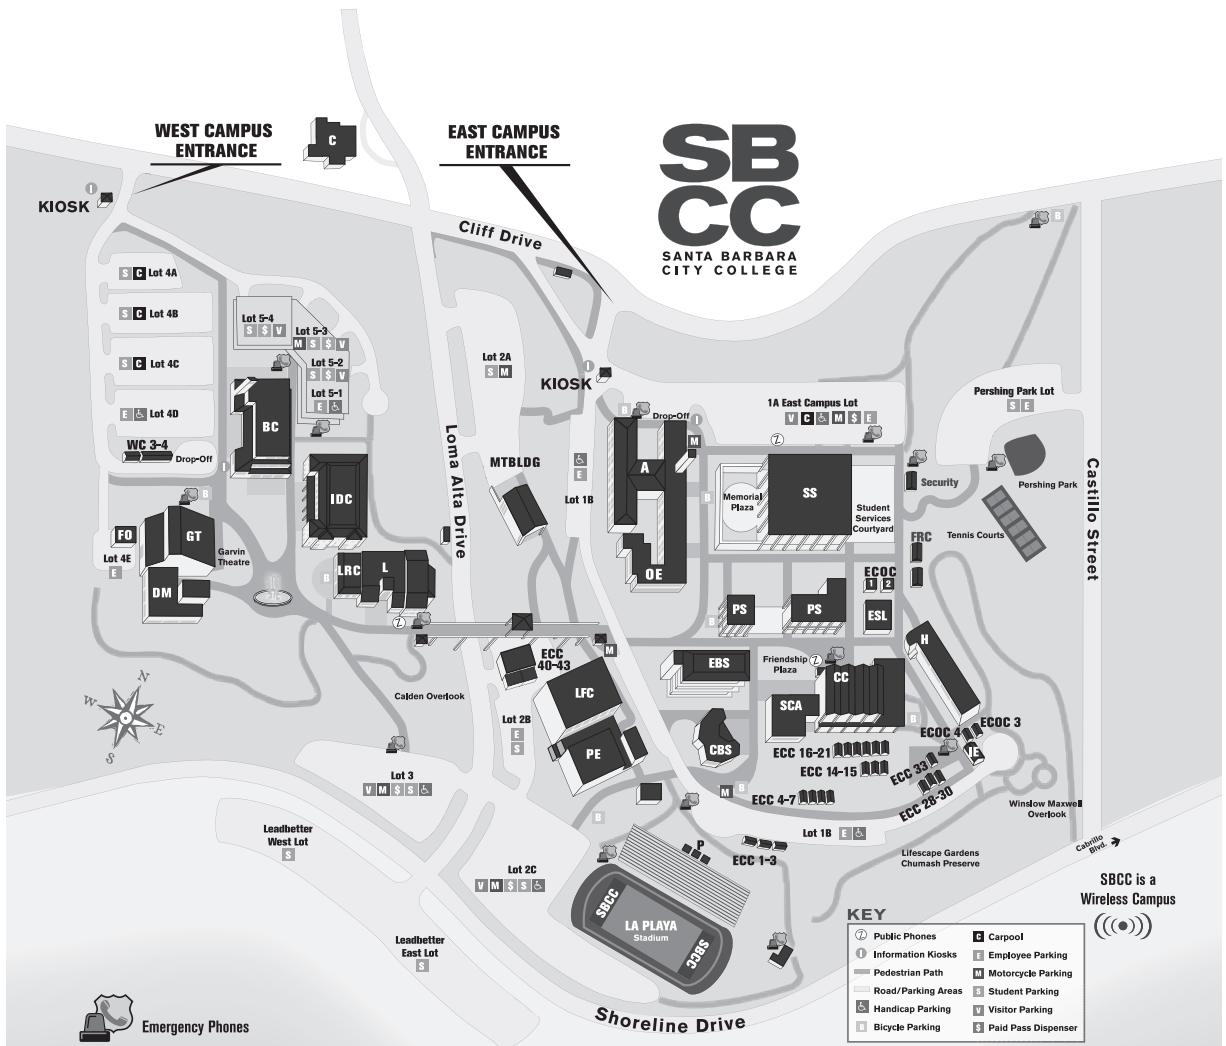 WEST CAMPUS
ENTRANCE
C
EAST CAMPUS
ENTRANCE
SB
CC
SANTA BARBARA
CITY COLLEGE
I
KIOSK
B
Cliff Drive
S C Lot 4A
S C Lot 4B
S C Lot 4C
E Lot 4D
Lot 5-4
S $ V
Lot 5-3
M S $ V
Lot 5-2
S $ V
Lot 5-1
E
Lot 2A
S M
I
KIOSK
Pershing Park Lot
S E
1A East Campus Lot
V C M $ E
B
Drop-Off
I
M
BC
WC 3-4
Drop-Off
I
B
Loma Alta Drive
MTBLDG
E
Lot 1B
A
B
Memorial
Plaza
SS
Student
Services
Courtyard
Security
Pershing Park
Castillo Street
Tennis Courts
IDC
FO
GT
Lot 4E
E
Garvin
Theatre
DM
LRC
L
B
OE
FRC
ECOC
1 2
ESL
PS
PS
B
H
ECC
40-43
M
LFC
EBS
Friendship
Plaza
CC
SCA
B
N
W
E
S
Calden Overlook
Lot 2B
E
S
PE
CBS
ECC 16-21
ECC 14-15
ECC 4-7
ECOC 4
ECOC 3
IE
ECC 33
ECC 28-30
Winslow Maxwell
Overlook
Lot 3
V M $ S
M B
Lot 1B E
Leadbetter
West Lot
S
B
P
ECC 1-3
Lifescape Gardens
Chumash Preserve
Cabrillo
Blvd.
Lot 2C
V M $ S
SBCC
LA PLAYA
Stadium
SBCC
SBCC is a
Wireless Campus
Leadbetter
East Lot
S
Shoreline Drive
Emergency Phones
KEY
Public Phones
I Information Kiosks
Pedestrian Path
Road/Parking Areas
Handicap Parking
B Bicycle Parking
C Carpool
E Employee Parking
M Motorcycle Parking
S Student Parking
V Visitor Parking
$ Paid Pass Dispenser